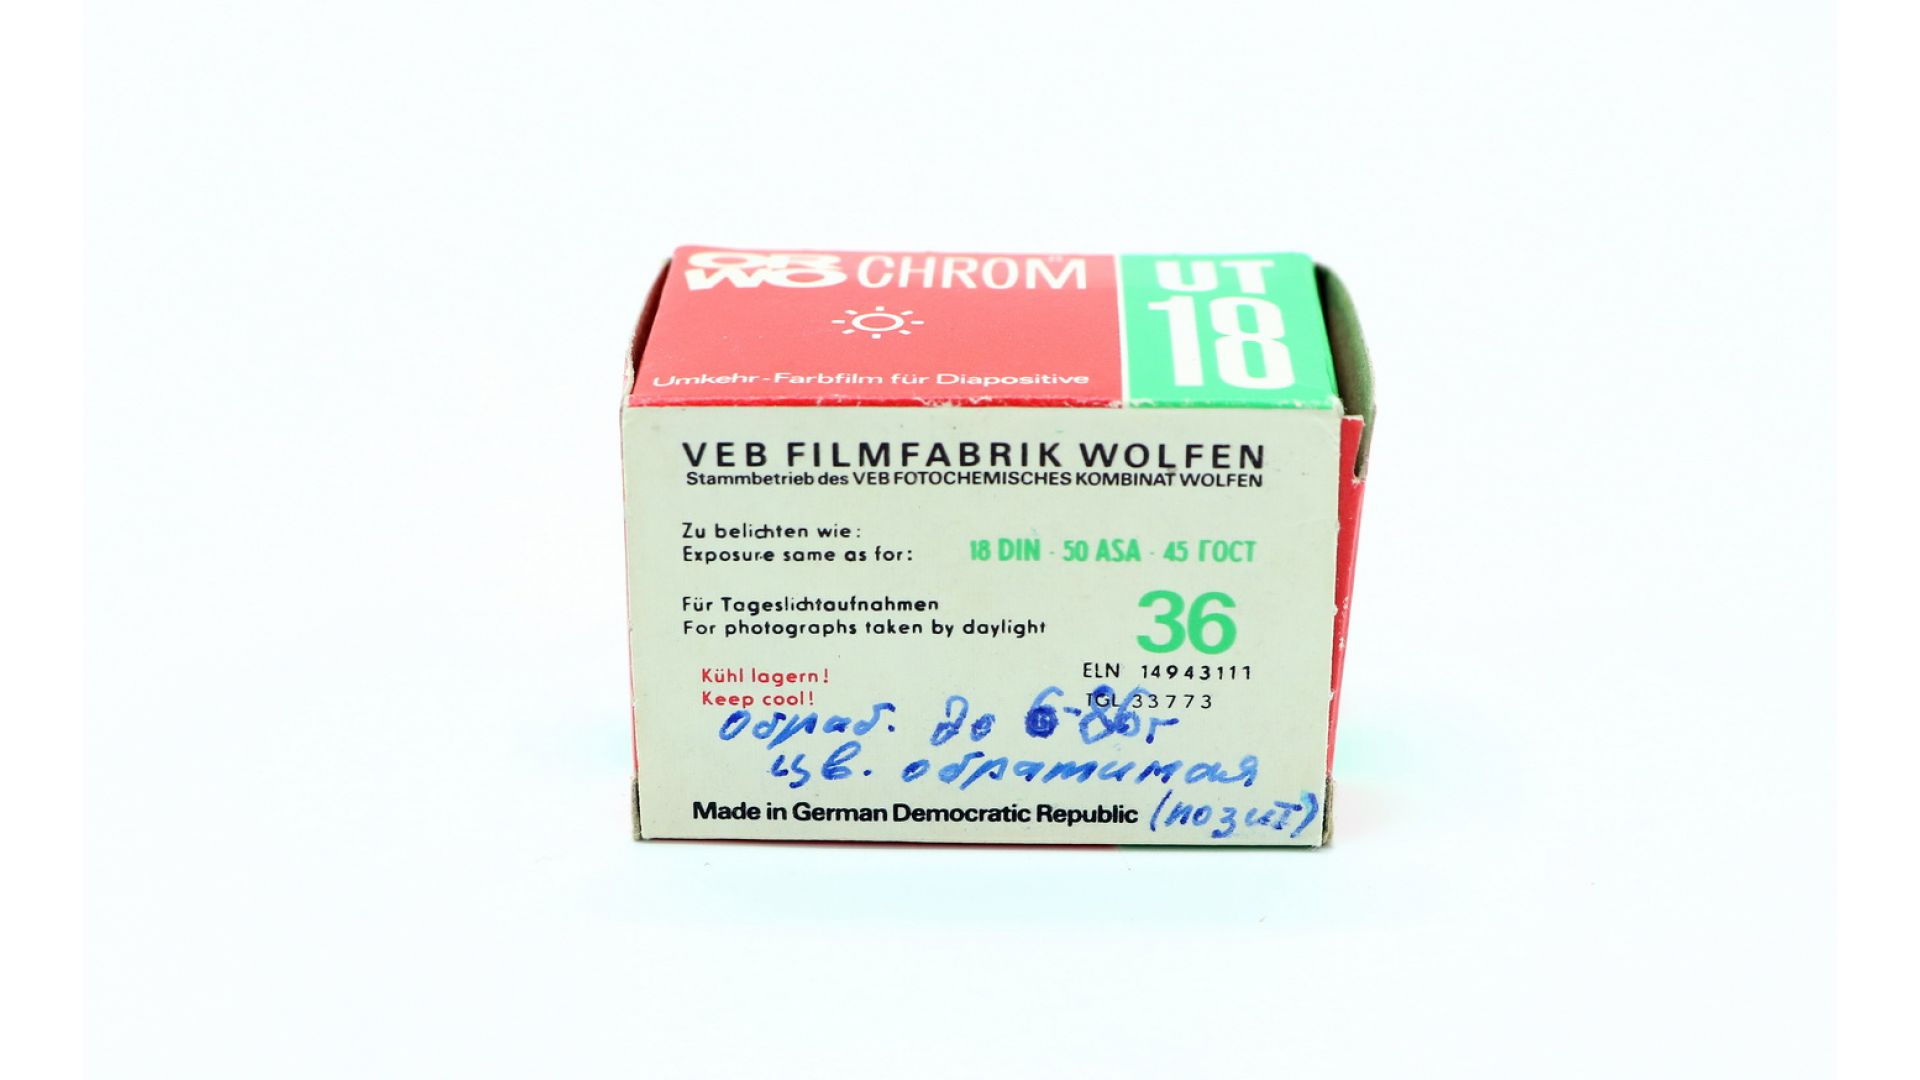 ORWO CHROM UT 18
Umkehr-Farbfilm für Diapositive
VEB FILMFABRIK WOLFEN
Stammbetrieb des VEB FOTOCHEMISCHES KOMBINAT WOLFEN
Zu belichten wie:
Exposure same as for: 18 DIN - 50 ASA - 45 ГОСТ
Für Tageslichtaufnahmen
For photographs taken by daylight
36
Kühl lagern!
ELN 14943111
Keep cool!
TGL 33773
обраб. до 6-86г
цв. обратимая
Made in German Democratic Republic (позит)